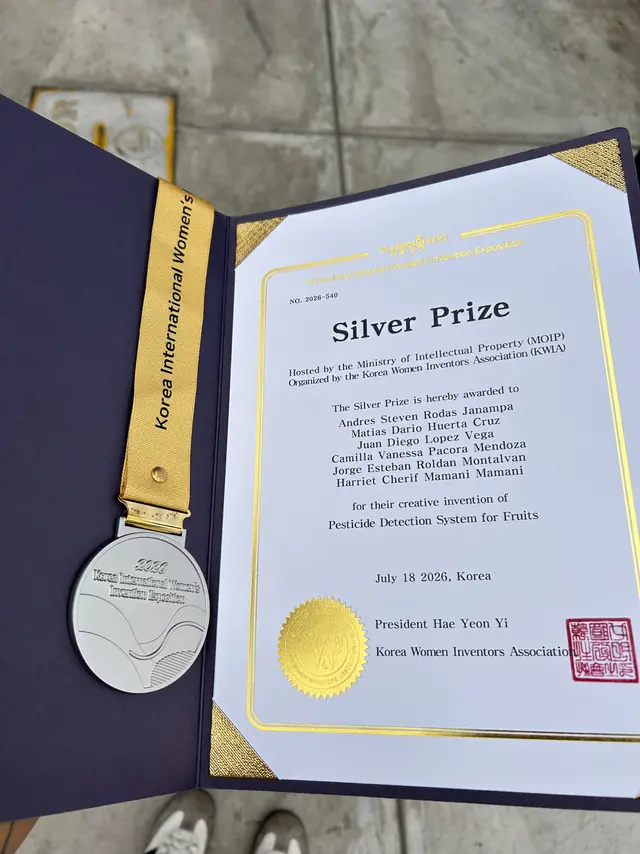 Korea International Women's
2026
Korea International Women's
Invention Exposition
Invention Exposition
NO. 2026-540
Silver Prize
Hosted by the Ministry of Intellectual Property (MOIP)
Organized by the Korea Women Inventors Association (KWIA)
The Silver Prize is hereby awarded to
Andres Steven Rodas Janampa
Matias Dario Huerta Cruz
Juan Diego Lopez Vega
Camilla Vanessa Pacora Mendoza
Jorge Esteban Roldan Montalvan
Harriet Cherif Mamani Mamani
for their creative invention of
Pesticide Detection System for Fruits
July 18 2026, Korea
President Hae Yeon Yi
Korea Women Inventors Association